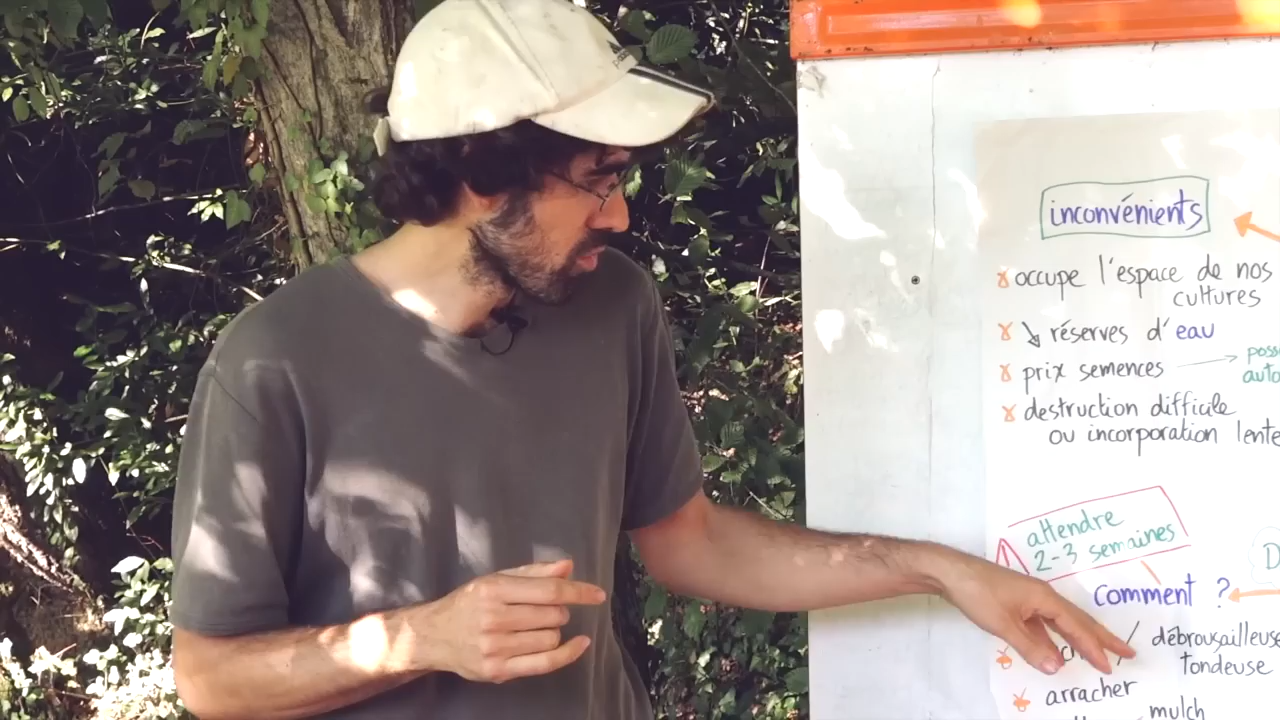 inconvénients
occupe l'espace de nos
cultures
↘ réserves d'eau
prix semences →
destruction difficile
ou incorporation lente
attendre
2-3 semaines
comment ?
débroussailleuse
tondeuse
arracher
mulch